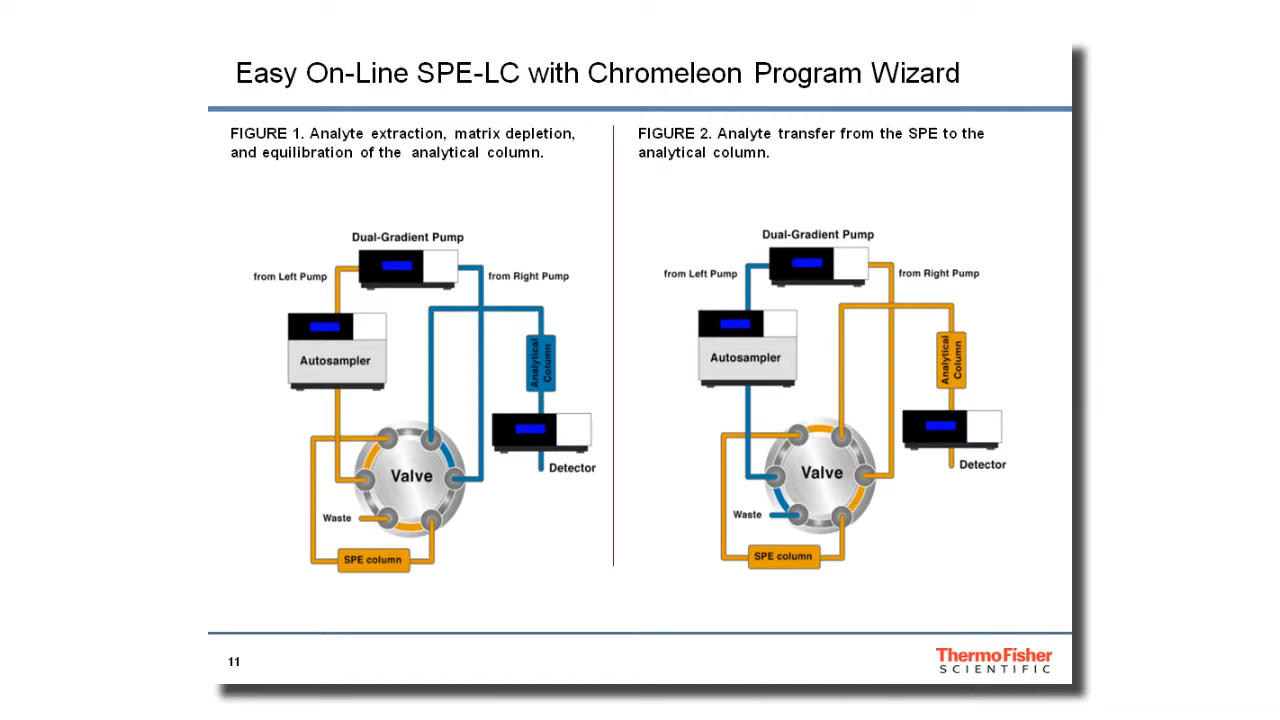 Easy On-Line SPE-LC with Chromeleon Program Wizard
FIGURE 1. Analyte extraction, matrix depletion,
and equilibration of the analytical column.
Dual-Gradient Pump
from Left Pump
from Right Pump
Autosampler
Analytical
Column
Valve
Detector
Waste
SPE column
FIGURE 2. Analyte transfer from the SPE to the
analytical column.
Dual-Gradient Pump
from Left Pump
from Right Pump
Autosampler
Analytical
Column
Valve
Detector
Waste
SPE column
11
ThermoFisher
SCIENTIFIC